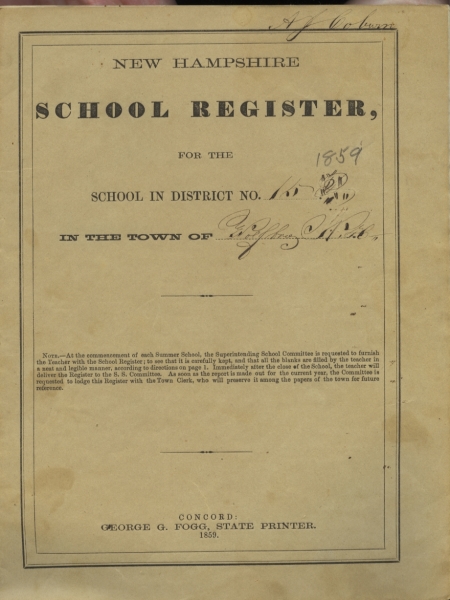 A J Coburn
NEW HAMPSHIRE
SCHOOL REGISTER,
FOR THE
1859
SCHOOL IN DISTRICT NO. 15
IN THE TOWN OF
NOTE.—At the commencement of each Summer School, the Superintending School Committee is requested to furnish
the Teacher with the School Register; to see that it is carefully kept, and that all the blanks are filled by the teacher in
a neat and legible manner, according to directions on page 1. Immediately after the close of the School, the teacher will
deliver the Register to the S. S. Committee. As soon as the report is made out for the current year, the Committee is
requested to lodge this Register with the Town Clerk, who will preserve it among the papers of the town for future
reference.
CONCORD:
GEORGE G. FOGG, STATE PRINTER.
1859.